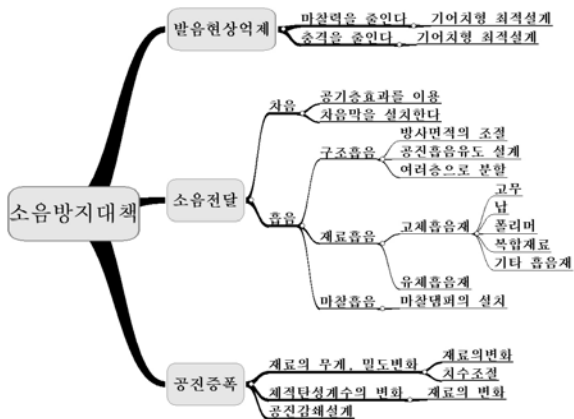 마찰력을 줄인다 기어치형 최적설계
발음현상억제
충격을 줄인다 기어치형 최적설계
공기층효과를 이용
차음
차음막을 설치한다
방사면적의 조절
구조흡음 공진흡음유도 설계
여러층으로 분할
소음방지대책
소음전달
흡음
고무
납
재료흡음 고체흡음재 폴리머
복합재료
기타 흡음재
유체흡음재
마찰흡음 마찰댐퍼의 설치
재료의 무게, 밀도변화 재료의변화
치수조절
공진증폭
체적탄성계수의 변화 재료의 변화
공진감쇄설계